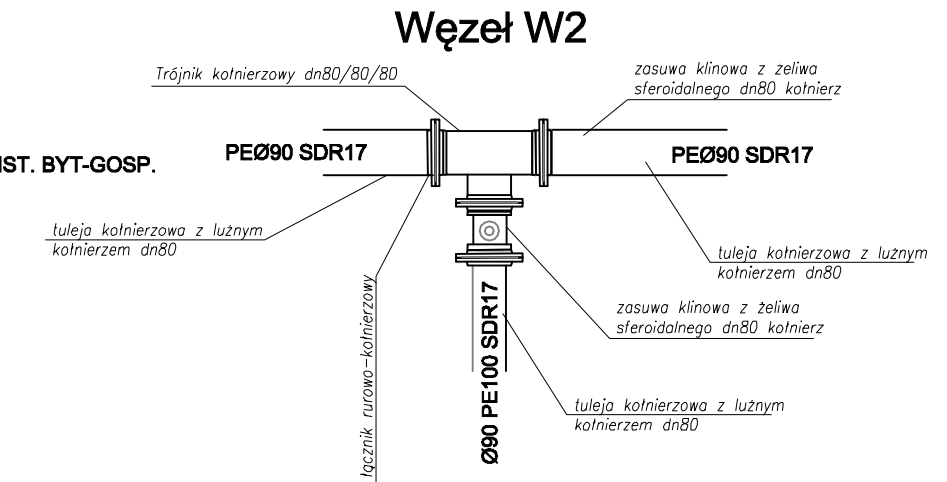 Węzeł W2
Trójnik kołnierzowy dn80/80/80
zasuwa klinowa z żeliwa
sferoidalnego dn80 kołnierz
IST. BYT-GOSP.
PEØ90 SDR17
PEØ90 SDR17
tuleja kołnierzowa z luźnym
kołnierzem dn80
tuleja kołnierzowa z luźnym
kołnierzem dn80
łącznik rurowo-kołnierzowy
Ø90 PE100 SDR17
zasuwa klinowa z żeliwa
sferoidalnego dn80 kołnierz
tuleja kołnierzowa z luźnym
kołnierzem dn80